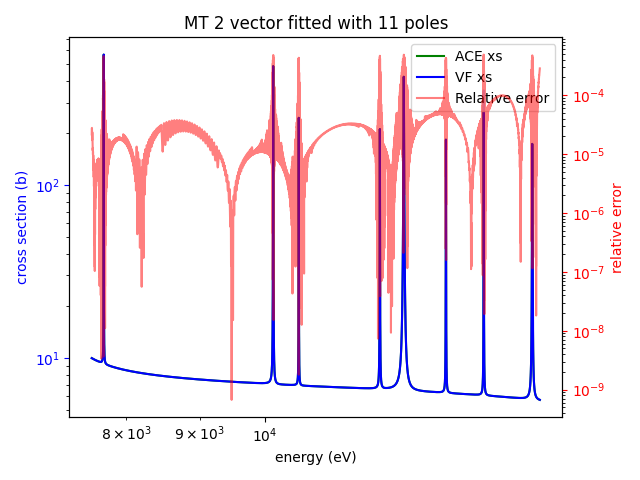 MT 2 vector fitted with 11 poles
ACE xs
VF xs
Relative error
cross section (b)
10²
10¹
10⁻⁴
10⁻⁵
10⁻⁶
10⁻⁷
10⁻⁸
10⁻⁹
relative error
8 × 10³
9 × 10³
10⁴
energy (eV)